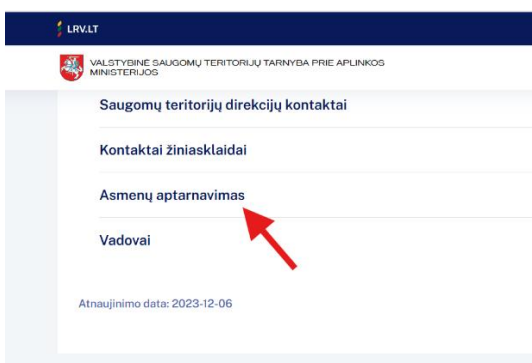 LRV.LT
VALSTYBINĖ SAUGOMŲ TERITORIJŲ TARNYBA PRIE APLINKOS
MINISTERIJOS
Saugomų teritorijų direkcijų kontaktai
Kontaktai žiniasklaidai
Asmenų aptarnavimas
Vadovai
Atnaujinimo data: 2023-12-06